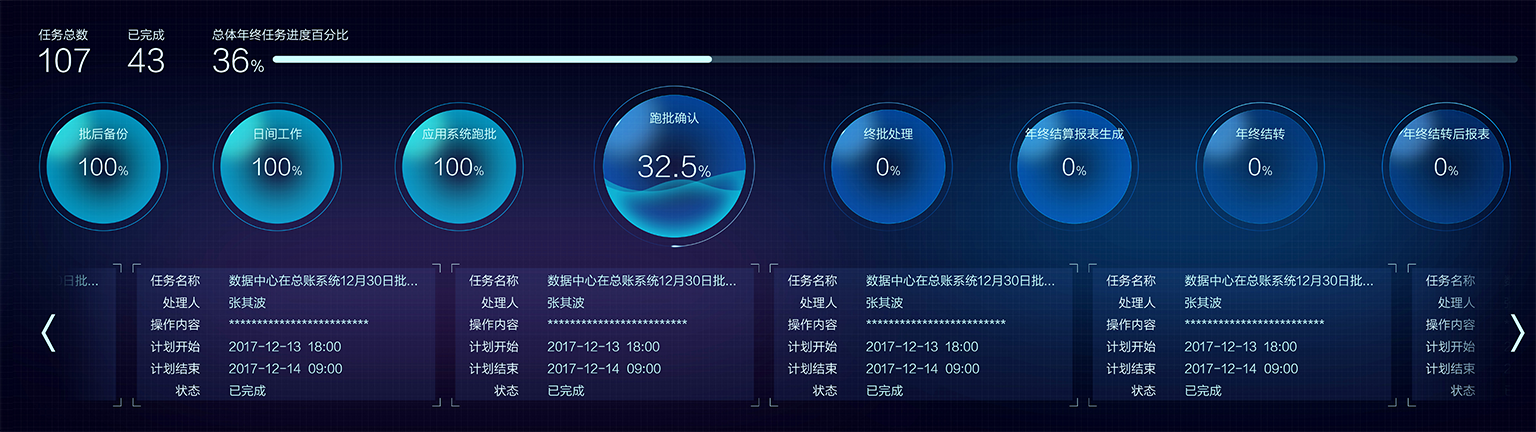 任务总数
107
已完成
43
总体年终任务进度百分比
36%
批后备份
100%
日间工作
100%
应用系统跑批
100%
跑批确认
32.5%
终批处理
0%
年终结算报表生成
0%
年终结转
0%
年终结转后报表
0%
日批...
任务名称 数据中心在总账系统12月30日批...
处理人 张其波
操作内容 *************************
计划开始 2017-12-13 18:00
计划结束 2017-12-14 09:00
状态 已完成
任务名称 数据中心在总账系统12月30日批...
处理人 张其波
操作内容 *************************
计划开始 2017-12-13 18:00
计划结束 2017-12-14 09:00
状态 已完成
任务名称 数据中心在总账系统12月30日批...
处理人 张其波
操作内容 *************************
计划开始 2017-12-13 18:00
计划结束 2017-12-14 09:00
状态 已完成
任务名称 数据中心在总账系统12月30日批...
处理人 张其波
操作内容 *************************
计划开始 2017-12-13 18:00
计划结束 2017-12-14 09:00
状态 已完成
任务名称
处理人
操作内容
计划开始
计划结束
状态